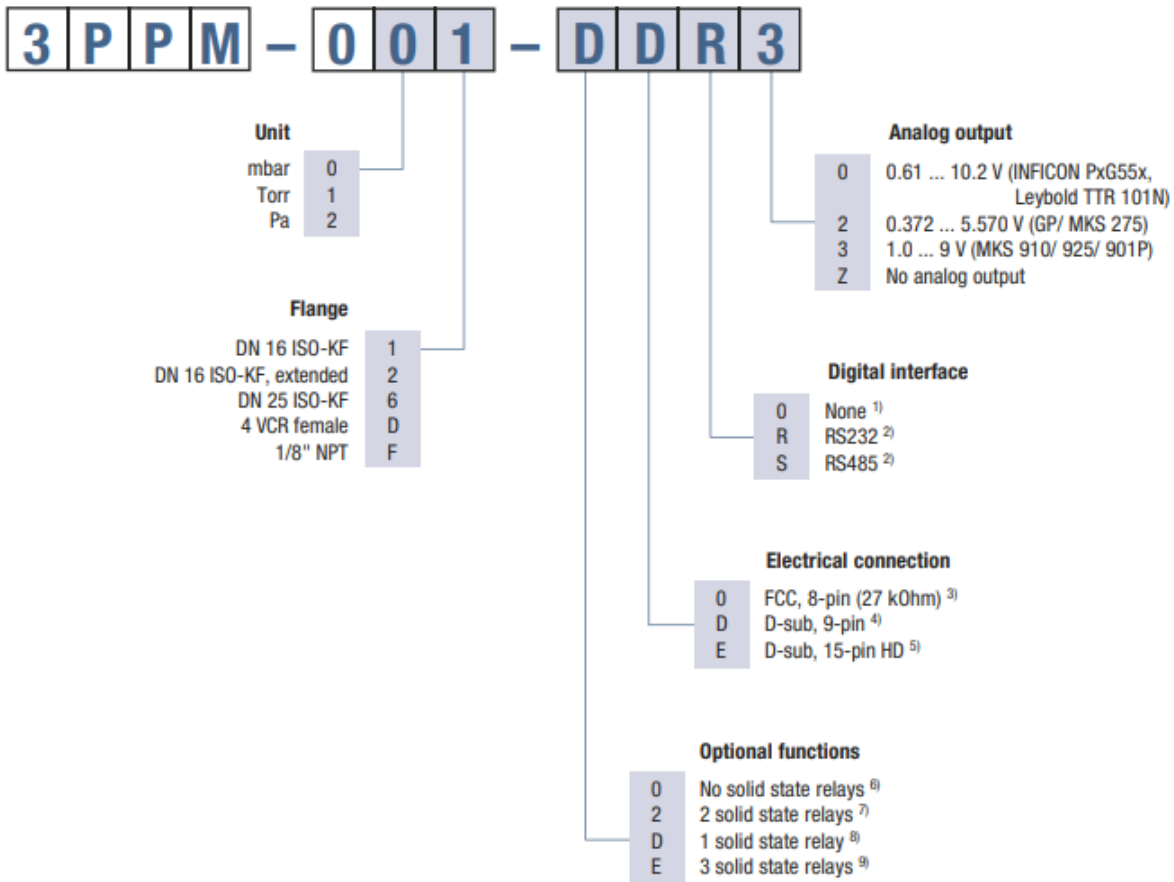 3PPM – 001 – DDR3
Unit
mbar 0
Torr 1
Pa 2
Flange
DN 16 ISO-KF 1
DN 16 ISO-KF, extended 2
DN 25 ISO-KF 6
4 VCR female D
1/8" NPT F
Analog output
0 0.61 ... 10.2 V (INFICON PxG55x,
Leybold TTR 101N)
2 0.372 ... 5.570 V (GP/ MKS 275)
3 1.0 ... 9 V (MKS 910/ 925/ 901P)
Z No analog output
Digital interface
0 None 1)
R RS232 2)
S RS485 2)
Electrical connection
0 FCC, 8-pin (27 kOhm) 3)
D D-sub, 9-pin 4)
E D-sub, 15-pin HD 5)
Optional functions
0 No solid state relays 6)
2 2 solid state relays 7)
D 1 solid state relay 8)
E 3 solid state relays 9)